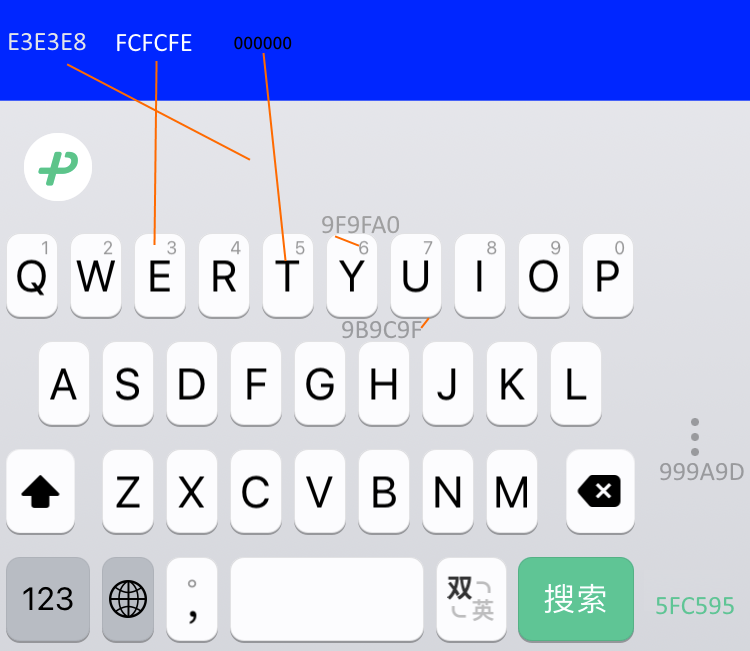 E3E3E8 FCFCFE 000000
9F9FA0
1 2 3 4 5 6 7 8 9 0
Q W E R T Y U I O P
9B9C9F
A S D F G H J K L
999A9D
Z X C V B N M
123 。 , 双 英 搜索 5FC595